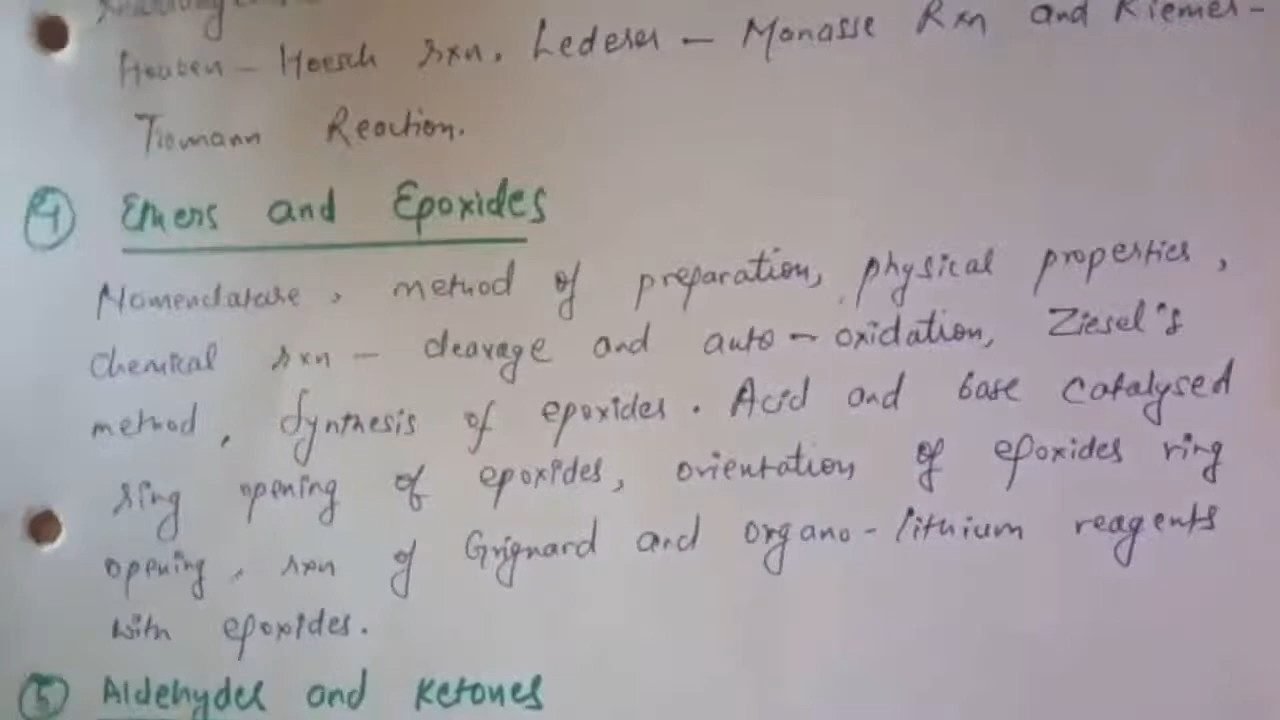 Houben - Hoesch rxn, Lederer - Manasse Rxn and Riemer-
Tiemann Reaction.
④ Ethers and Epoxides
Nomenclature, method of preparation, physical properties,
Chemical rxn - cleavage and auto-oxidation, Ziesel's
method, Synthesis of epoxides. Acid and base catalysed
ring opening of epoxides, orientation of epoxides ring
opening, rxn of Grignard and organo-lithium reagents
with epoxides.
⑤ Aldehydes and Ketones